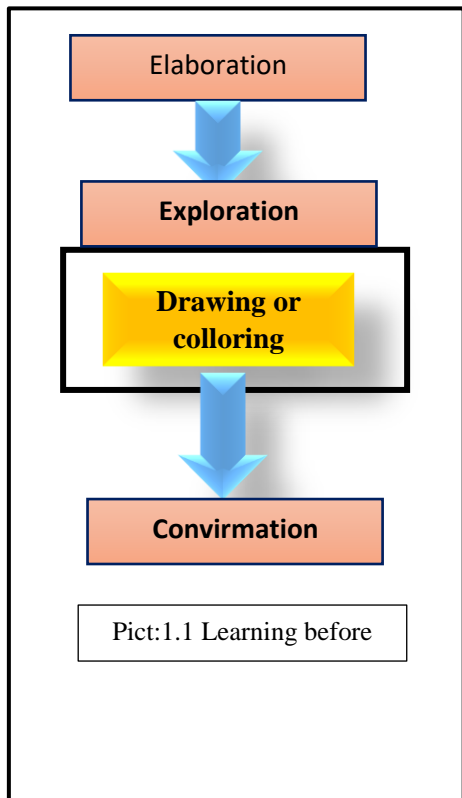 Elaboration
Exploration
Drawing or
colloring
Convirmation
Pict:1.1 Learning before